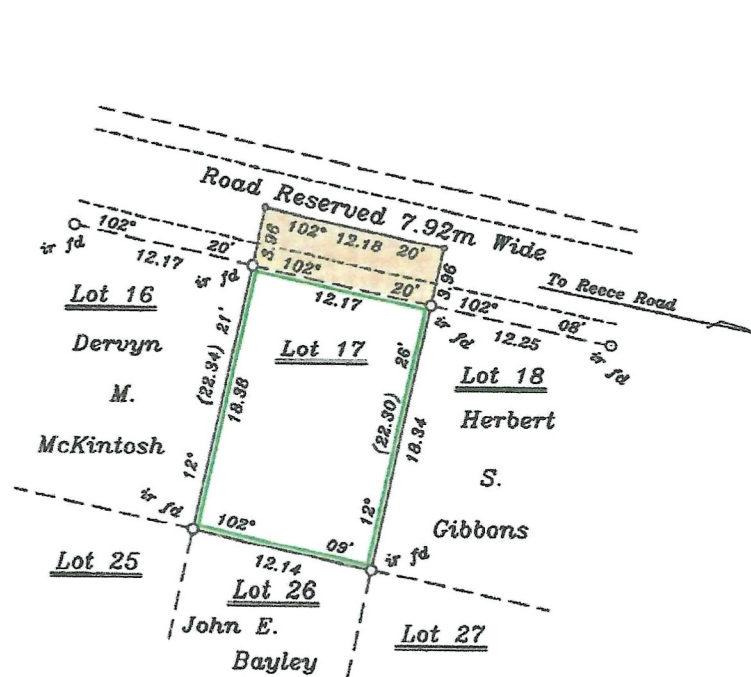 Road Reserved 7.92m Wide
102° 12.18 20'
3.96
3.96
To Reece Road
ir fd
102° 20'
12.17
ir fd
102° 20'
12.17
ir fd
102° 08'
12.25
ir fd
Lot 16
Dervyn
M.
McKintosh
Lot 17
12° 21'
(22.34)
18.38
12° 26'
(22.30)
18.34
Lot 18
Herbert
S.
Gibbons
ir fd
102° 09'
12.14
ir fd
Lot 25
Lot 26
John E.
Bayley
Lot 27